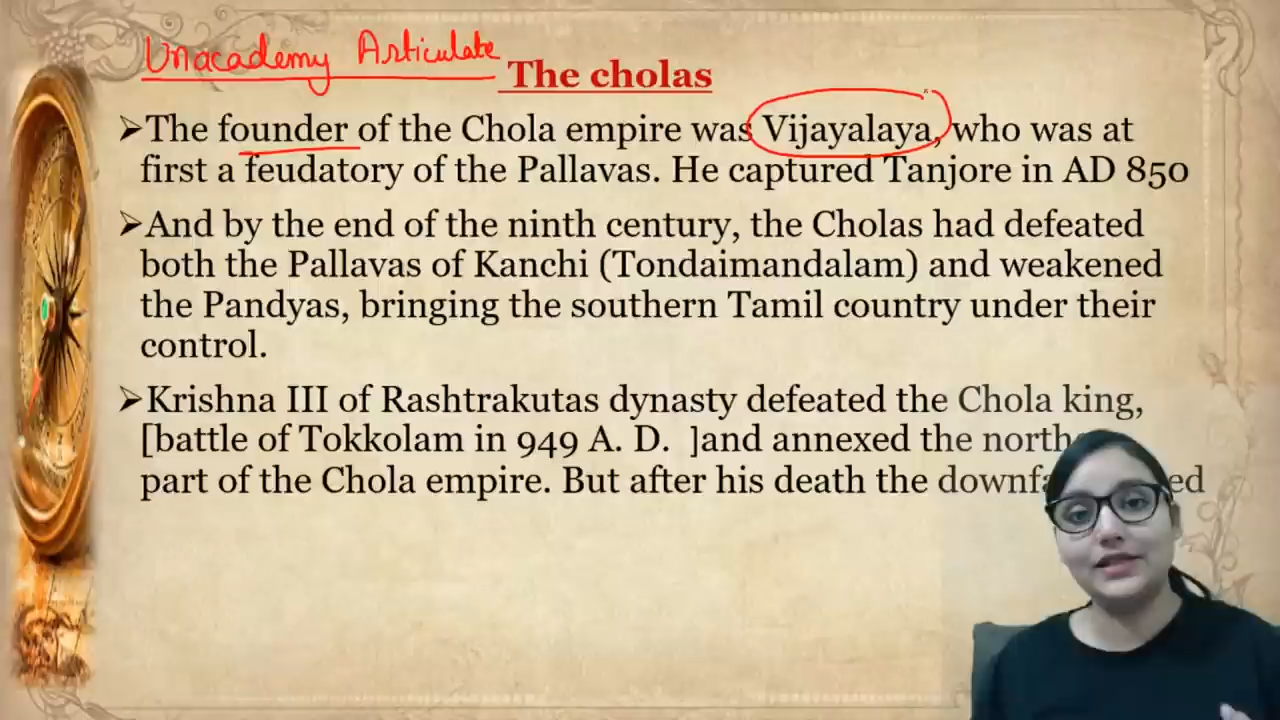 Unacademy Articulate
The cholas
➢The founder of the Chola empire was Vijayalaya, who was at
first a feudatory of the Pallavas. He captured Tanjore in AD 850
➢And by the end of the ninth century, the Cholas had defeated
both the Pallavas of Kanchi (Tondaimandalam) and weakened
the Pandyas, bringing the southern Tamil country under their
control.
➢Krishna III of Rashtrakutas dynasty defeated the Chola king,
[battle of Tokkolam in 949 A. D. ]and annexed the
part of the Chola empire. But after his death the